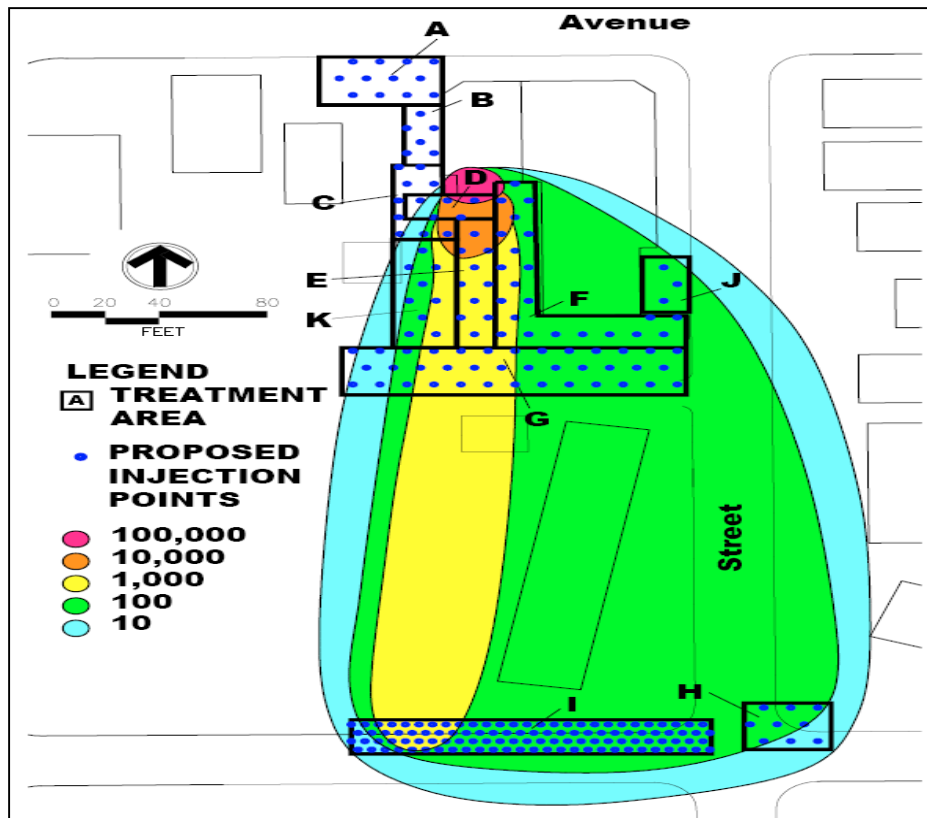 Avenue
A
B
D
C
E
F
J
K
G
0 20 40 80
FEET
LEGEND
A TREATMENT
AREA
PROPOSED
INJECTION
POINTS
100,000
10,000
1,000
100
10
Street
H
I